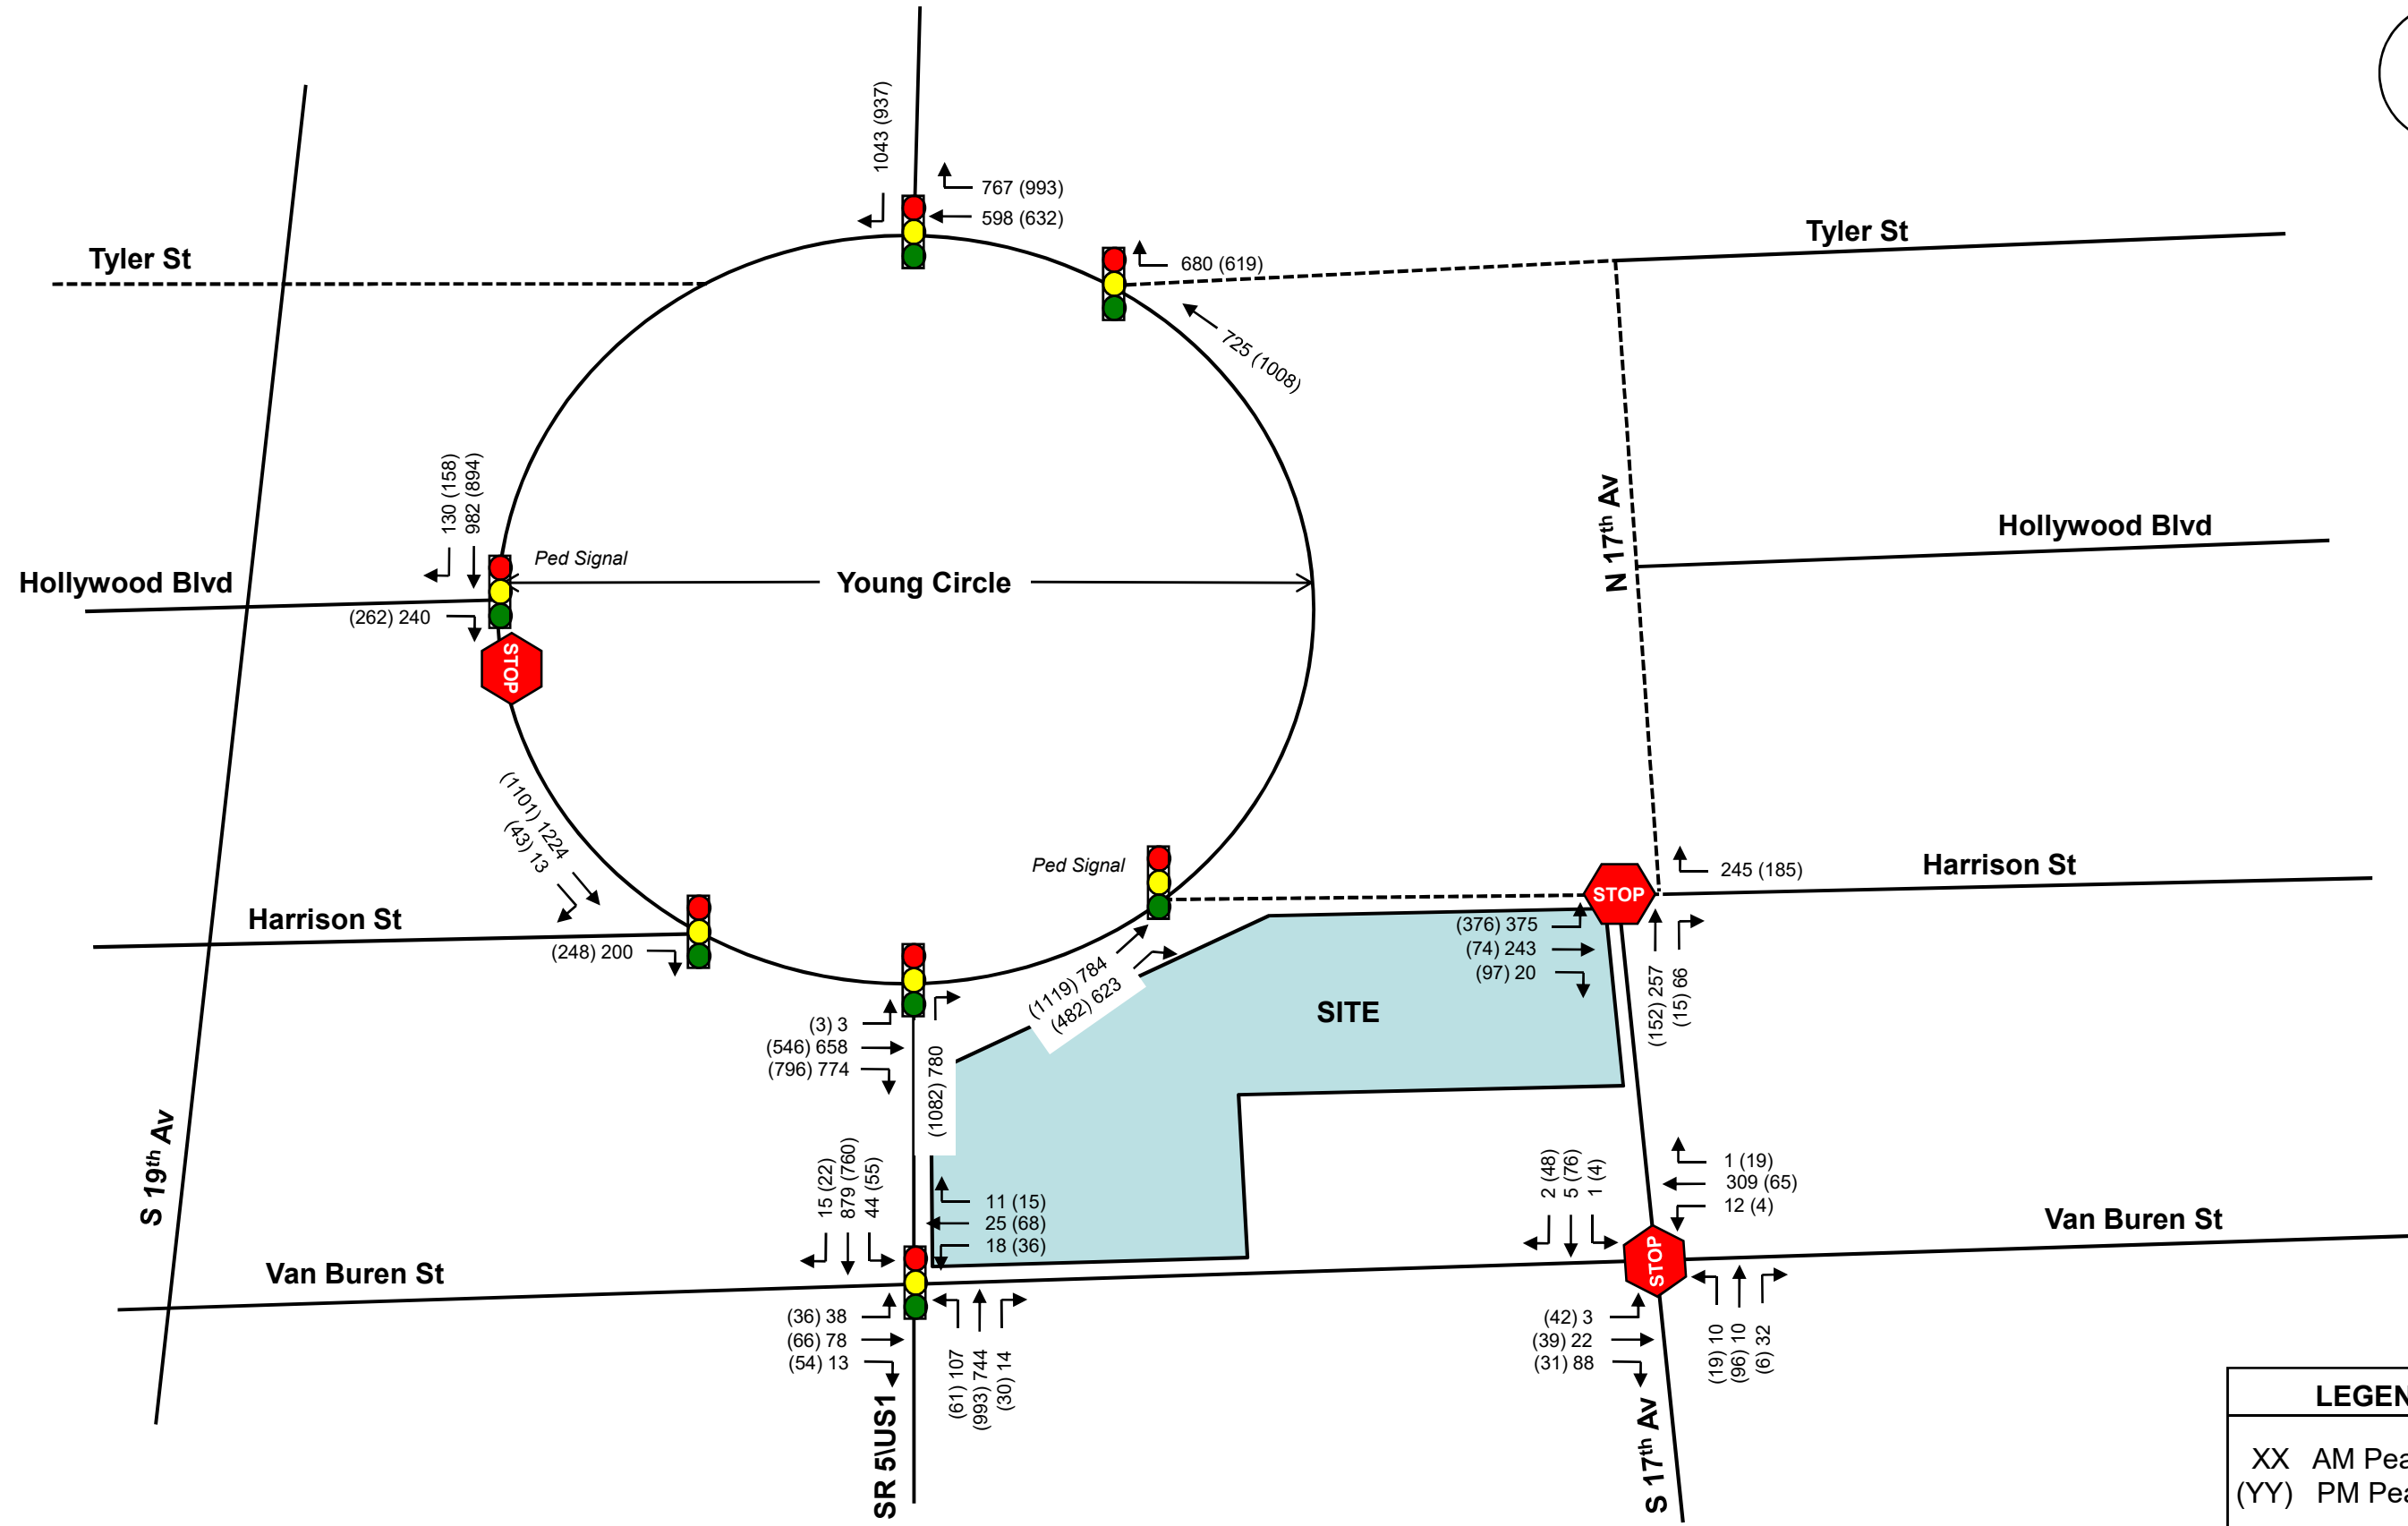 1043 (937)
767 (993)
598 (632)
Tyler St
Tyler St
680 (619)
725 (1008)
130 (158)
982 (894)
N 17th Av
Hollywood Blvd
Ped Signal
Hollywood Blvd
Young Circle
(262) 240
STOP
(1101) 1224
(43) 13
Ped Signal
Harrison St
245 (185)
STOP
Harrison St
(248) 200
(376) 375
(74) 243
(97) 20
(1119) 784
(482) 623
(152) 257
(15) 66
SITE
(3) 3
(546) 658
(796) 774
(1082) 780
S 19th Av
15 (22)
879 (760)
44 (55)
11 (15)
25 (68)
18 (36)
2 (48)
5 (76)
1 (4)
1 (19)
309 (65)
12 (4)
Van Buren St
Van Buren St
STOP
(36) 38
(66) 78
(54) 13
(61) 107
(993) 744
(30) 14
(42) 3
(39) 22
(31) 88
(19) 10
(96) 10
(6) 32
SR 5\US1
S 17th Av
LEGEN
XX AM Pea
(YY) PM Pea